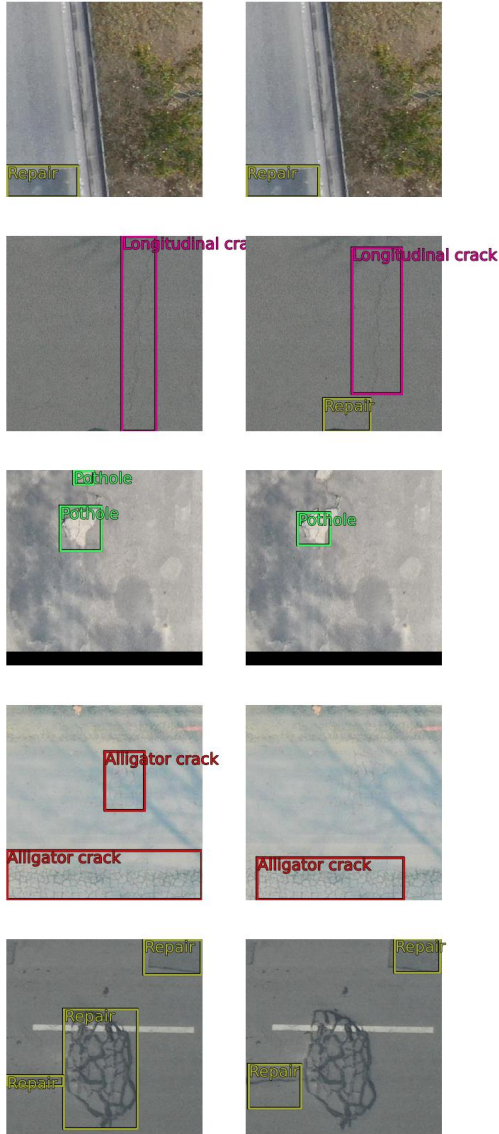 Repair
Repair
Longitudinal cra
Longitudinal crack
Repair
Pothole
Pothole
Pothole
Alligator crack
Alligator crack
Alligator crack
Repair
Repair
Repair
Repair
Repair